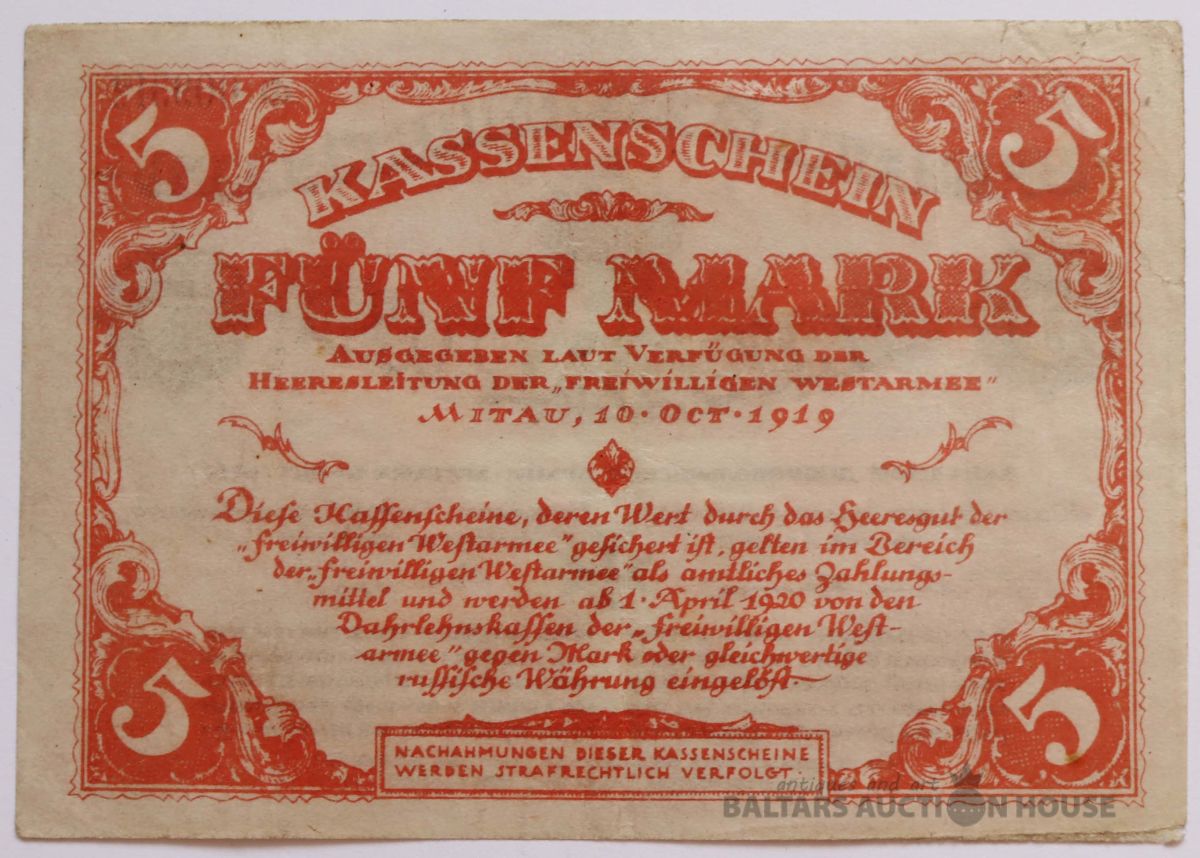 5 5
KASSENSCHEIN
FÜNF MARK
AUSGEGEBEN LAUT VERFÜGUNG DER
HEERESLEITUNG DER „FREIWILLIGEN WESTARMEE"
MITAU, 10·OCT·1919
Diese Kassenscheine, deren Wert durch das Heeresgut der
„freiwilligen Westarmee" gesichert ist, gelten im Bereich
der „freiwilligen Westarmee" als amtliches Zahlungs-
mittel und werden ab 1·April 1920 von den
Dahrlehnskassen der „freiwilligen West-
armee" gegen Mark oder gleichwertige
russische Währung eingelöst·
5 5
NACHAHMUNGEN DIESER KASSENSCHEINE
WERDEN STRAFRECHTLICH VERFOLGT·
antiques and art
BALTARS AUCTION HOUSE